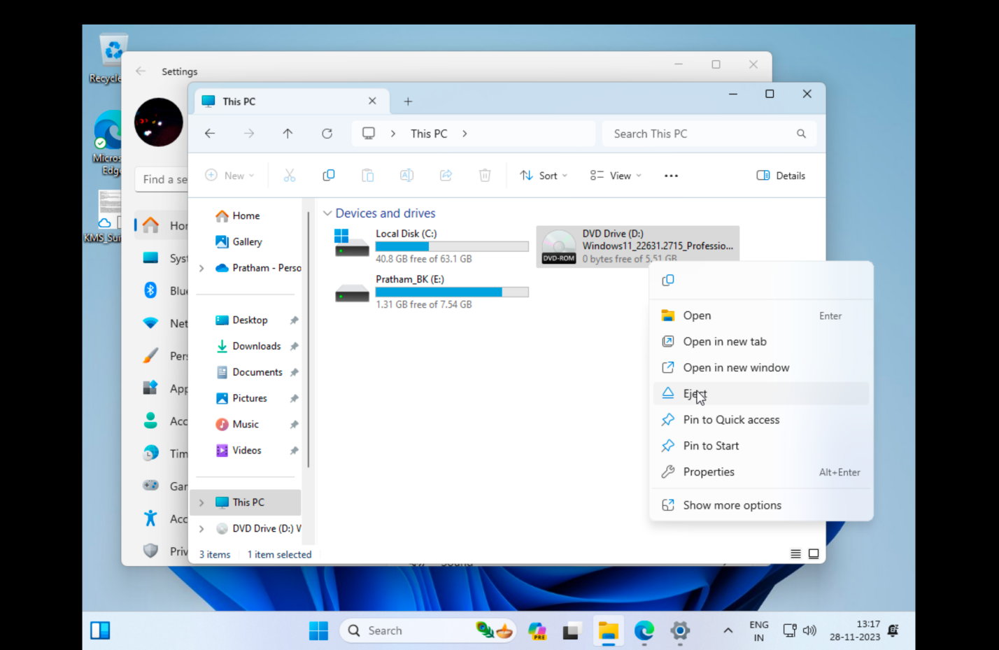 Recycle
Micros
Edge
KMS_Sui
Settings
Find a se
Hor
Syst
Blue
Net
Pers
App
Acc
Tim
Gar
Acc
Priv
This PC
This PC
Search This PC
New
Sort
View
Details
Home
Gallery
Pratham - Perso
Desktop
Downloads
Documents
Pictures
Music
Videos
This PC
DVD Drive (D:) V
Devices and drives
Local Disk (C:)
40.8 GB free of 63.1 GB
Pratham_BK (E:)
1.31 GB free of 7.54 GB
DVD Drive (D:)
Windows11_22631.2715_Professio...
0 bytes free of 5.51 GB
DVD-ROM
Open Enter
Open in new tab
Open in new window
Eject
Pin to Quick access
Pin to Start
Properties Alt+Enter
Show more options
3 items 1 item selected
Sound
Search
PRE
ENG
IN
13:17
28-11-2023